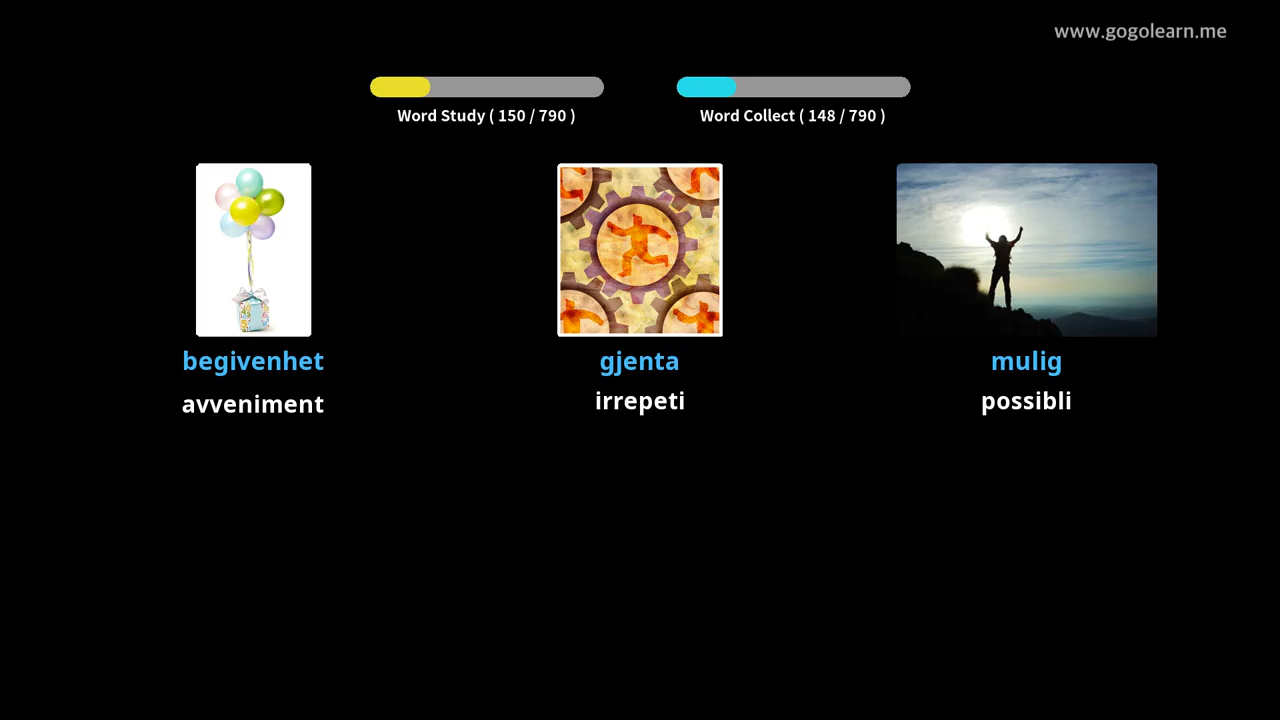 www.gogolearn.me
Word Study ( 150 / 790 )
Word Collect ( 148 / 790 )
begivenhet
avveniment
gjenta
irrepeti
mulig
possibli